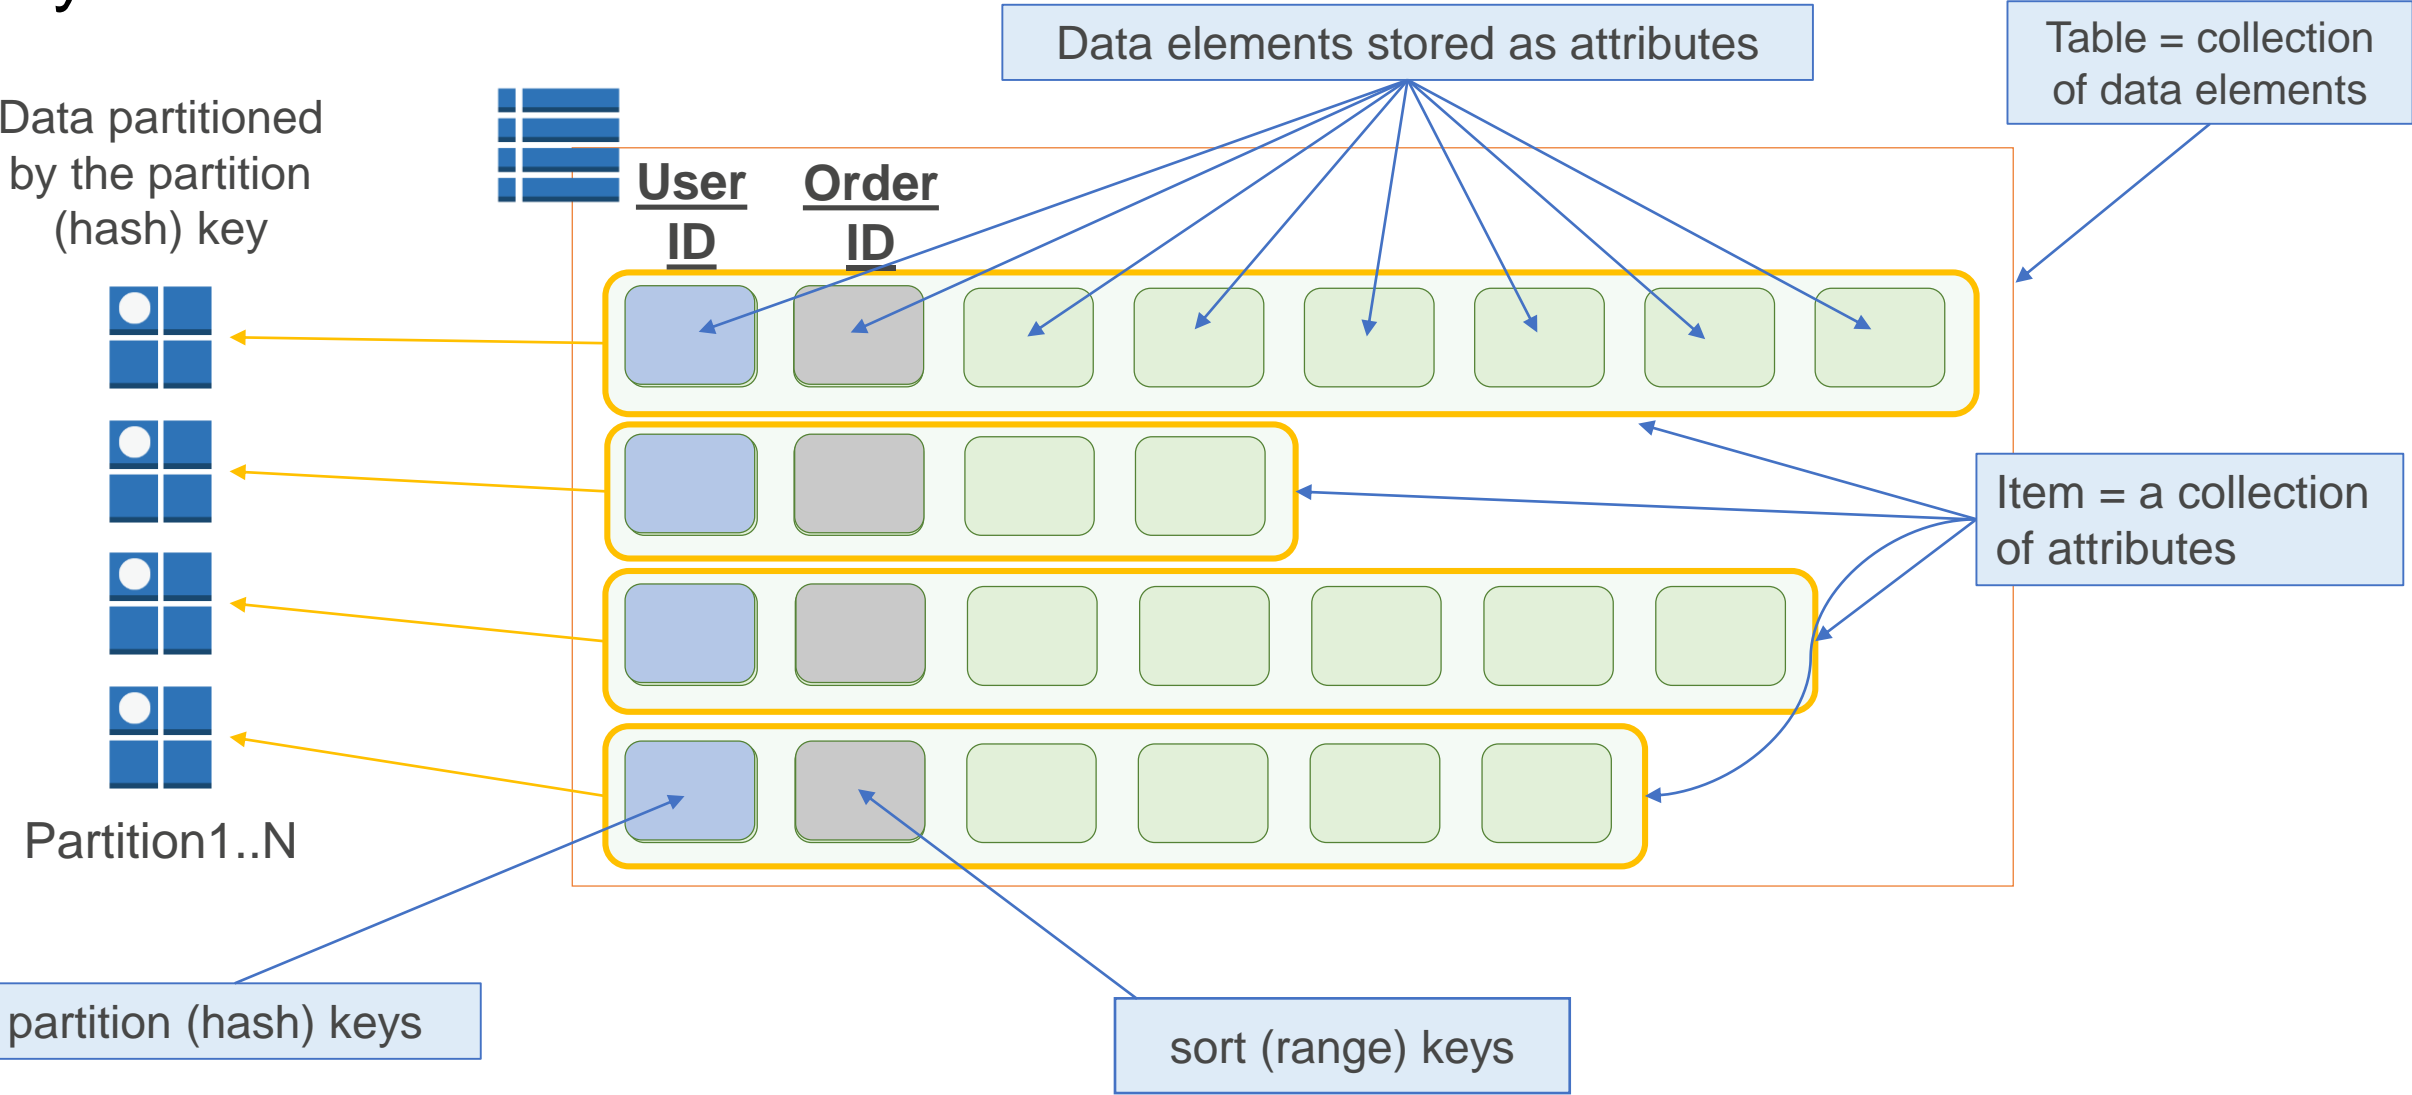 Data elements stored as attributes
Table = collection
of data elements
Data partitioned
by the partition
(hash) key
User
ID
Order
ID
Item = a collection
of attributes
Partition1..N
partition (hash) keys
sort (range) keys